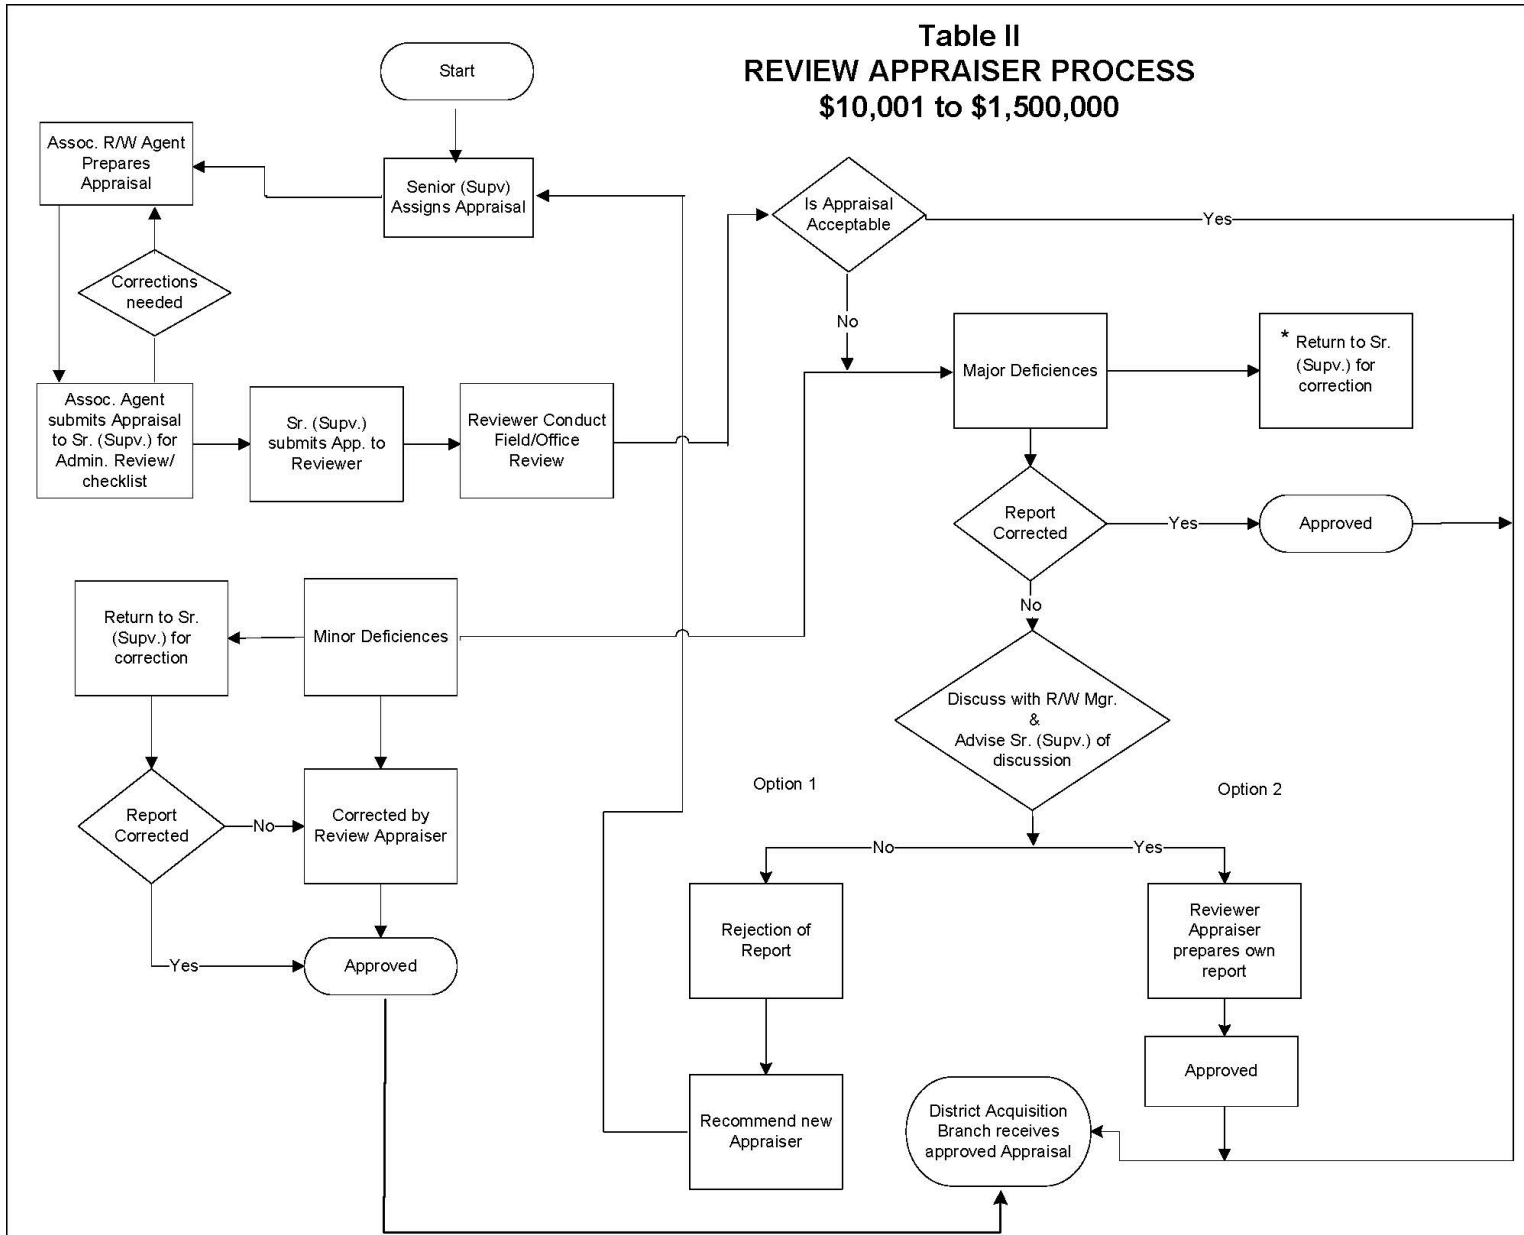 Table II
REVIEW APPRAISER PROCESS
$10,001 to $1,500,000
Start
Assoc. R/W Agent
Prepares
Appraisal
Senior (Supv)
Assigns Appraisal
Is Appraisal
Acceptable
Yes
No
Corrections
needed
Major Deficiences
* Return to Sr.
(Supv.) for
correction
Assoc. Agent
submits Appraisal
to Sr. (Supv.) for
Admin. Review/
checklist
Sr. (Supv.)
submits App. to
Reviewer
Reviewer Conduct
Field/Office
Review
Report
Corrected
Yes
Approved
No
Return to Sr.
(Supv.) for
correction
Minor Deficiences
Discuss with R/W Mgr.
&
Advise Sr. (Supv.) of
discussion
Option 1
Option 2
Report
Corrected
No
Corrected by
Review Appraiser
No
Yes
Rejection of
Report
Reviewer
Appraiser
prepares own
report
Yes
Approved
Approved
Recommend new
Appraiser
District Acquisition
Branch receives
approved Appraisal